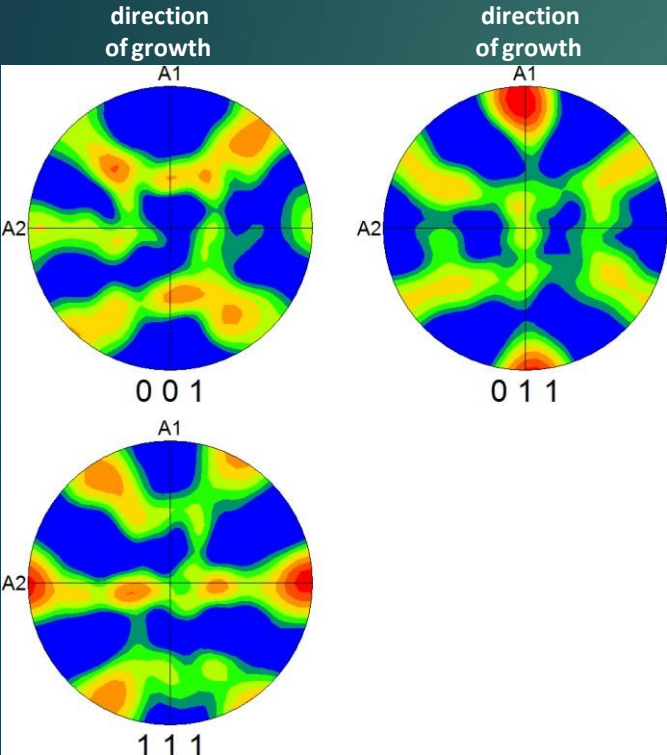 direction
of growth
direction
of growth
A1
A2
0 0 1
A1
A2
0 1 1
A1
A2
1 1 1